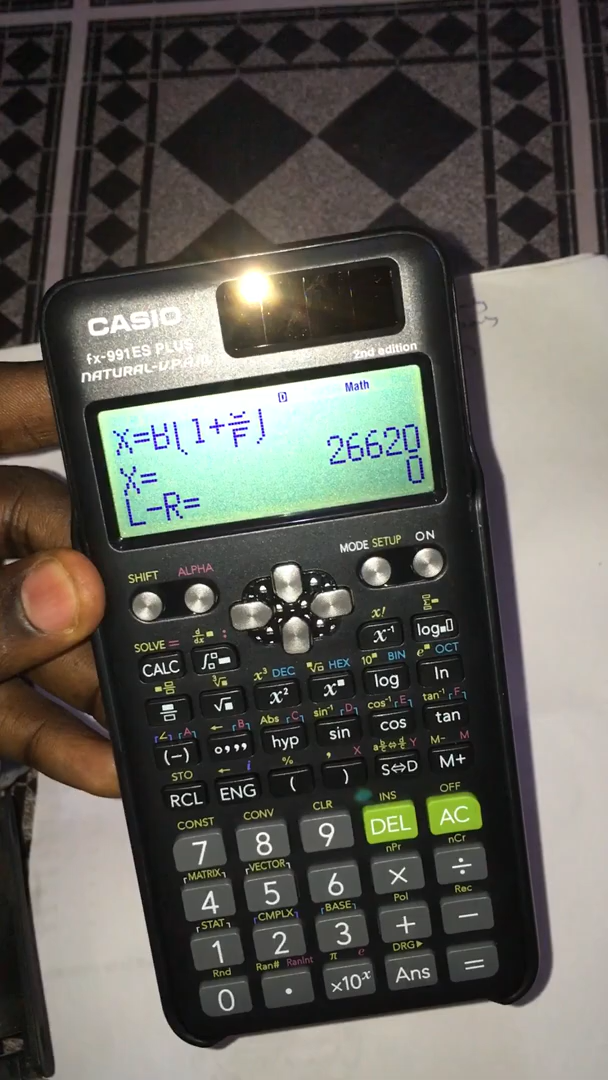 CASIO
fx-991ES PLUS
2nd edition
NATURAL-V.P.A.M.
D Math
X=
26620
L-R= 0
SHIFT ALPHA MODE SETUP ON
SOLVE = d/dx : x! Σ
CALC ∫ x⁻¹ log
x³ DEC ˣ√ HEX 10ˣ BIN eˣ OCT
√ x² xˣ log ln
∠ A ← B Abs C sin⁻¹ D cos⁻¹ E tan⁻¹ F
(−) °,,, hyp sin cos tan
STO ← i % , X a b/c⇔d/c Y M− M
RCL ENG ( ) S⇔D M+
CONST CONV CLR INS OFF
7 8 9 DEL AC
MATRIX VECTOR nPr nCr
4 5 6 × ÷
STAT CMPLX BASE Pol Rec
1 2 3 + −
Rnd Ran# RanInt π e DRG▶
0 . ×10ˣ Ans =